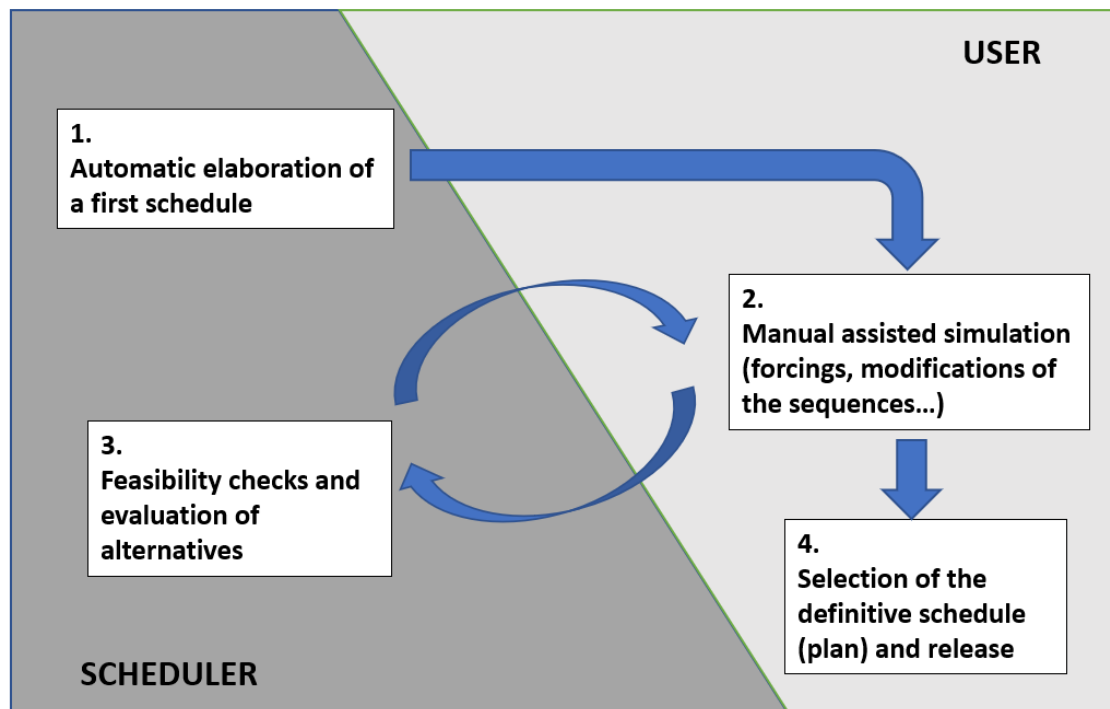 USER
1.
Automatic elaboration of
a first schedule
2.
Manual assisted simulation
(forcings, modifications of
the sequences…)
3.
Feasibility checks and
evaluation of
alternatives
4.
Selection of the
definitive schedule
(plan) and release
SCHEDULER